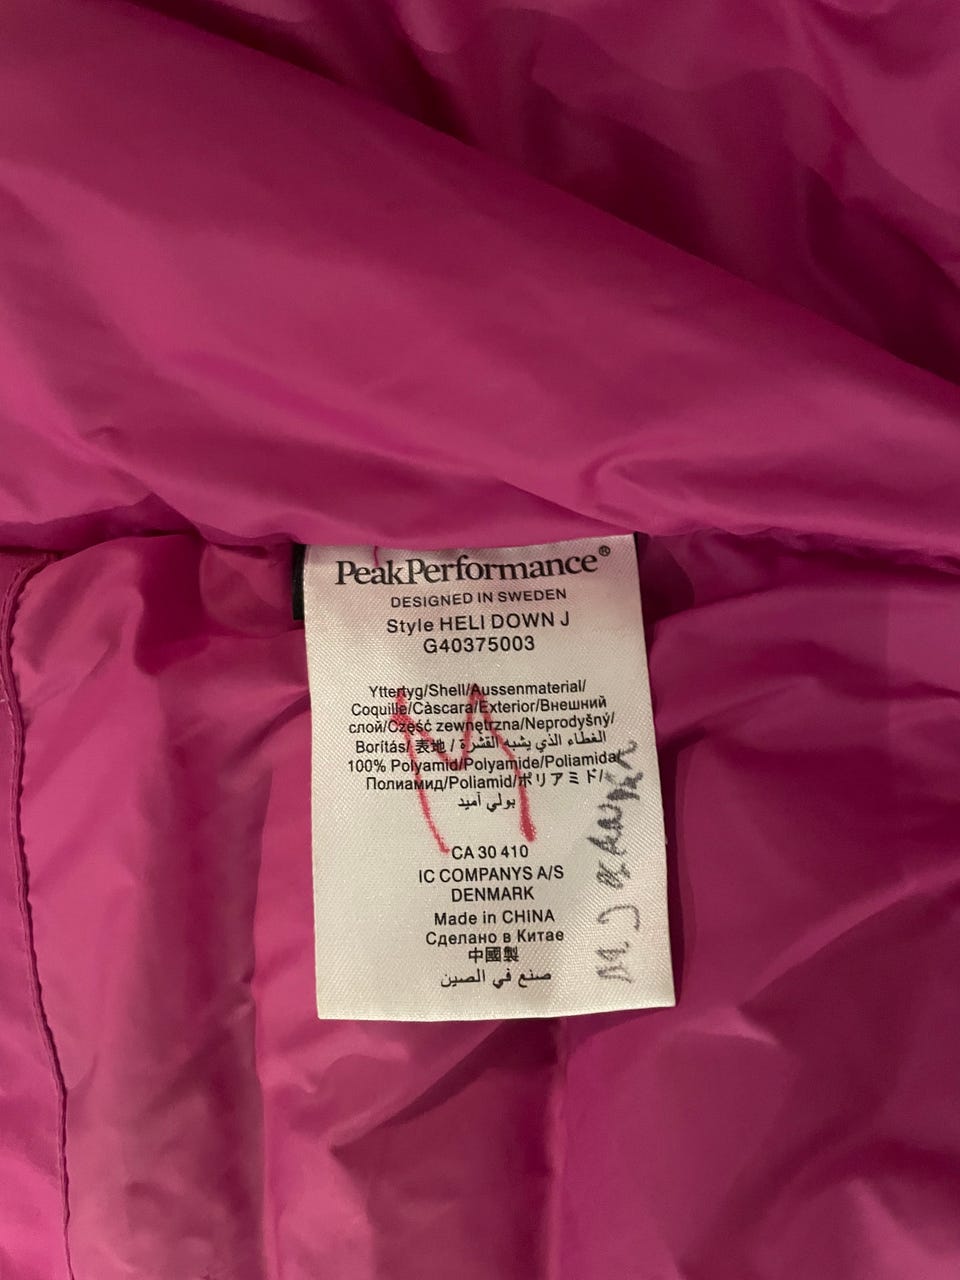 PeakPerformance®
DESIGNED IN SWEDEN
Style HELI DOWN J
G40375003
Yttertyg/Shell/Aussenmaterial/
Coquille/Càscara/Exterior/Внешний
слой/Część zewnętrzna/Neprodyšný/
Borítás/ 表地 / الغطاء الذي يشبه القشرة
100% Polyamid/Polyamide/Poliamida/
Полиамид/Poliamid/ポリアミド/
بولي أميد
M
CA 30 410
IC COMPANYS A/S
DENMARK
Made in CHINA
Сделано в Китае
中國製
صنع في الصين